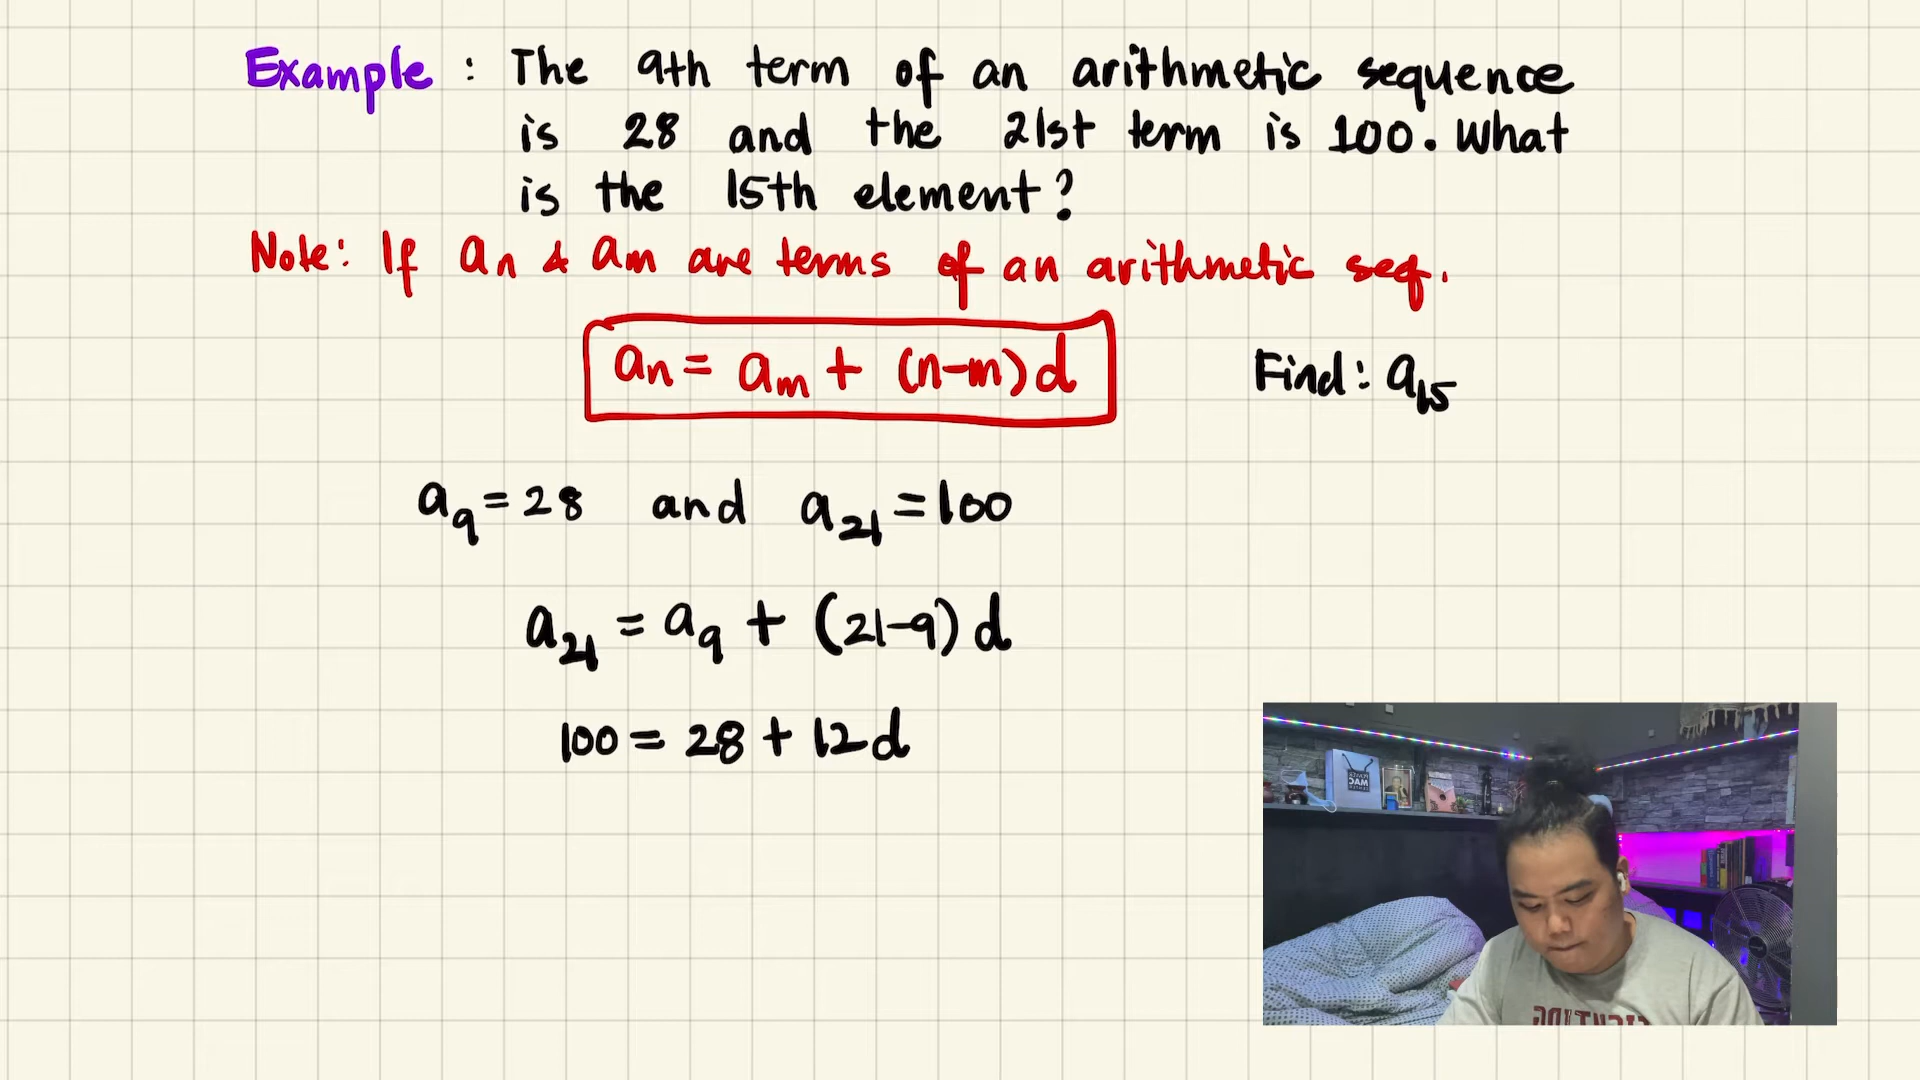 Example : The 9th term of an arithmetic sequence
is 28 and the 21st term is 100. What
is the 15th element?
Note: If an & am are terms of an arithmetic seq.
an = am + (n-m)d
Find: a15
a9 = 28 and a21 = 100
a21 = a9 + (21-9) d
100 = 28 + 12d